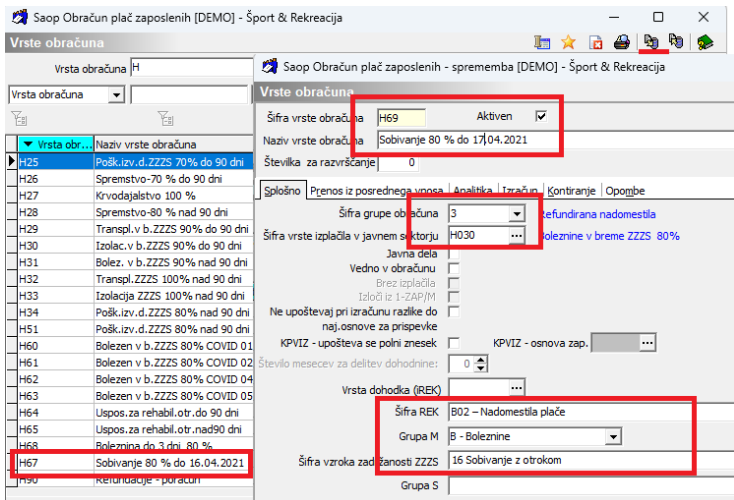 Saop Obračun plač zaposlenih [DEMO] - Šport & Rekreacija
Vrste obračuna
Vrsta obračuna H
Vrsta obračuna
Vrsta obr... Naziv vrste obračuna
H25 Pošk.izv.d.ZZZS 70% do 90 dni
H26 Spremstvo-70 % do 90 dni
H27 Krvodajalstvo 100 %
H28 Spremstvo-80 % nad 90 dni
H29 Transpl.v b.ZZZS 90% do 90 dni
H30 Izolac.v b.ZZZS 90% do 90 dni
H31 Bolez. v b.ZZZS 90% nad 90 dni
H32 Transpl.ZZZS 100% nad 90 dni
H33 Izolacija ZZZS 100% nad 90 dni
H34 Pošk.izv.d.ZZZS 80% nad 90 dni
H51 Pošk.izv.d.ZZZS 80% nad 90 dni
H60 Bolezen v b.ZZZS 80% COVID 01
H61 Bolezen v b.ZZZS 80% COVID 02
H62 Bolezen v b.ZZZS 80% COVID 04
H63 Bolezen v b.ZZZS 80% COVID 05
H64 Uspos.za rehabil.otr.do 90 dni
H65 Uspos.za rehabil.otr.nad90 dni
H68 Boleznina do 3 dni 80 %
H67 Sobivanje 80 % do 16.04.2021
H90 Refundacije - poračun
Saop Obračun plač zaposlenih - sprememba [DEMO] - Šport & Rekreacija
Vrste obračuna
Šifra vrste obračuna H69 Aktiven
Naziv vrste obračuna Sobivanje 80 % do 17.04.2021
Številka za razvrščanje 0
Splošno Prenos iz posrednega vnosa Analitika Izračun Kontiranje Opombe
Šifra grupe obračuna 3 Refundirana nadomestila
Šifra vrste izplačila v javnem sektorju H030 ... Boleznine v breme ZZZS 80%
Javna dela
Vedno v obračunu
Brez izplačila
Izloči iz 1-ZAP/M
Ne upoštevaj pri izračunu razlike do
naj.osnove za prispevke
KPVIZ - upošteva se polni znesek KPVIZ - osnova zap. ...
Število mesecev za delitev dohodnine: 0
Vrsta dohodka (iREK) ...
Šifra REK B02 – Nadomestila plače
Grupa M B - Boleznine
Šifra vzroka zadržanosti ZZZS 16 Sobivanje z otrokom
Grupa S